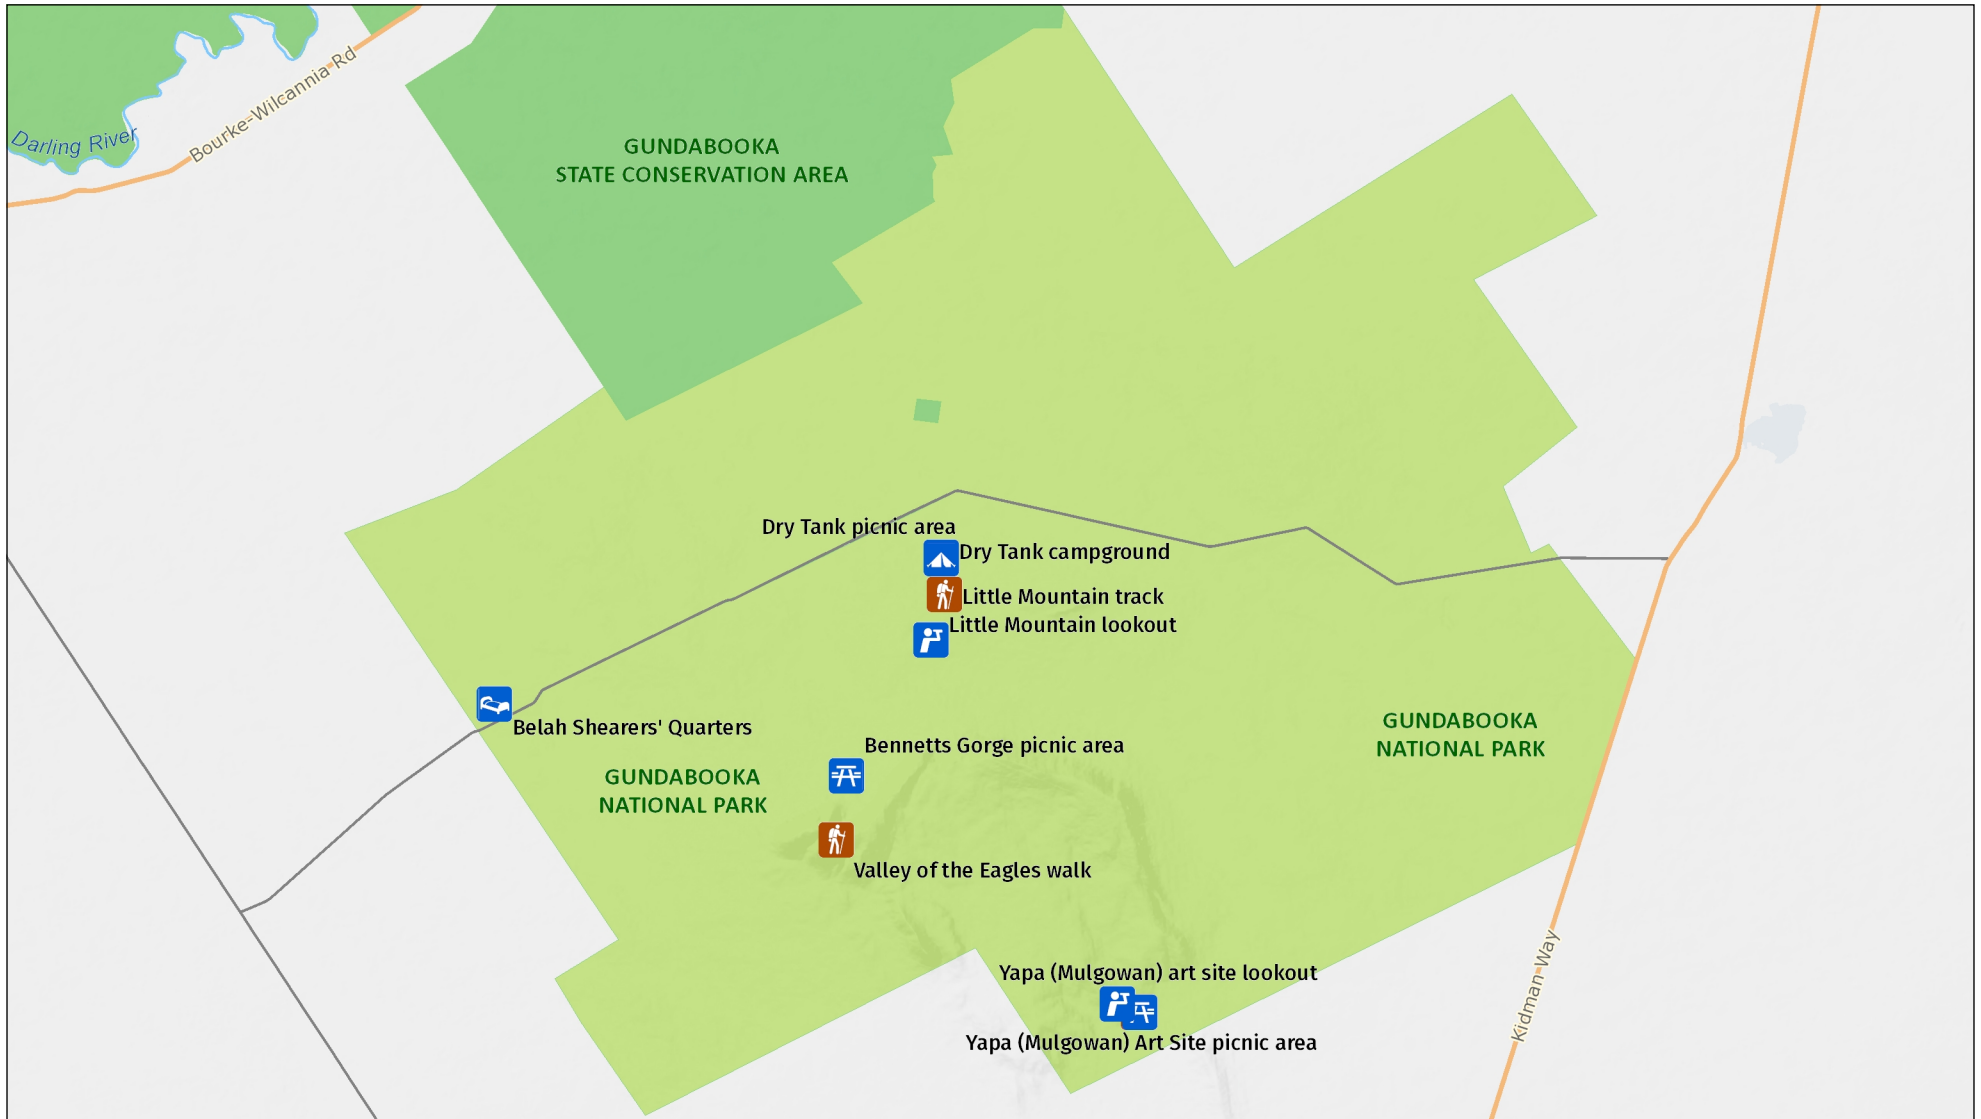 Bourke-Wilcannia Rd
Darling River
GUNDABOOKA
STATE CONSERVATION AREA
Dry Tank picnic area
Dry Tank campground
Little Mountain track
Little Mountain lookout
Belah Shearers' Quarters
GUNDABOOKA
NATIONAL PARK
Bennetts Gorge picnic area
GUNDABOOKA
NATIONAL PARK
Valley of the Eagles walk
Yapa (Mulgowan) art site lookout
Kidman Way
Yapa (Mulgowan) Art Site picnic area